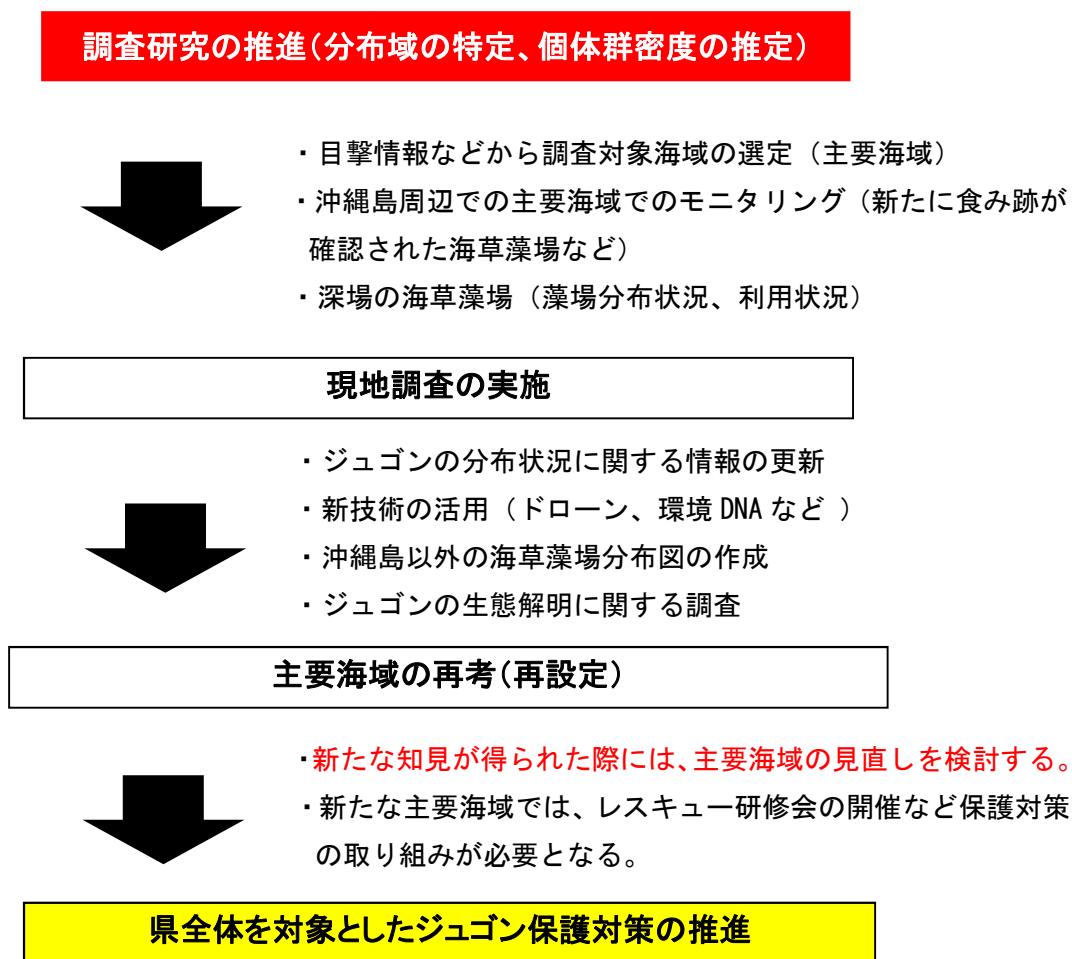 調査研究の推進（分布域の特定、個体群密度の推定）
・目撃情報などから調査対象海域の選定（主要海域）
・沖縄島周辺での主要海域でのモニタリング（新たに食み跡が
確認された海草藻場など）
・深場の海草藻場（藻場分布状況、利用状況）
現地調査の実施
・ジュゴンの分布状況に関する情報の更新
・新技術の活用（ドローン、環境 DNA など ）
・沖縄島以外の海草藻場分布図の作成
・ジュゴンの生態解明に関する調査
主要海域の再考（再設定）
・新たな知見が得られた際には、主要海域の見直しを検討する。
・新たな主要海域では、レスキュー研修会の開催など保護対策
の取り組みが必要となる。
県全体を対象としたジュゴン保護対策の推進